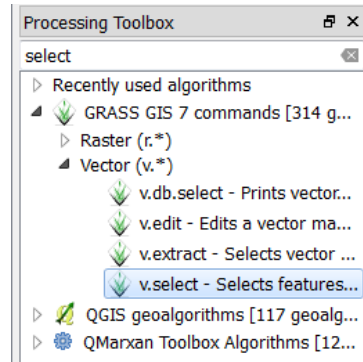 Processing Toolbox
select
Recently used algorithms
GRASS GIS 7 commands [314 g...
Raster (r.*)
Vector (v.*)
v.db.select - Prints vector...
v.edit - Edits a vector ma...
v.extract - Selects vector ...
v.select - Selects features...
QGIS geoalgorithms [117 geoalg...
QMarxan Toolbox Algorithms [12...